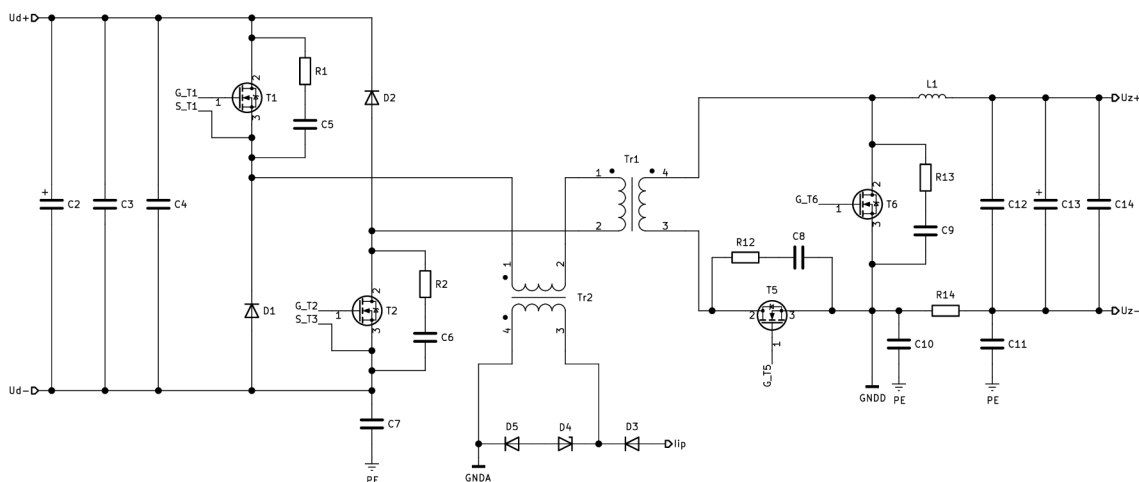 Ud+
G_T1
S_T1
1
2
3
T1
R1
C5
D2
C2
+
C3
C4
D1
Ud-
G_T2
S_T3
1
2
3
T2
R2
C6
C7
PE
Tr1
1
2
4
3
1
2
Tr2
4
3
D5
D4
D3
Iip
GNDA
L1
Uz+
G_T6
1
2
3
T6
R13
C9
C12
+
C13
C14
R12
C8
T5
2
3
1
G_T5
R14
Uz-
C10
C11
GNDD
PE
PE